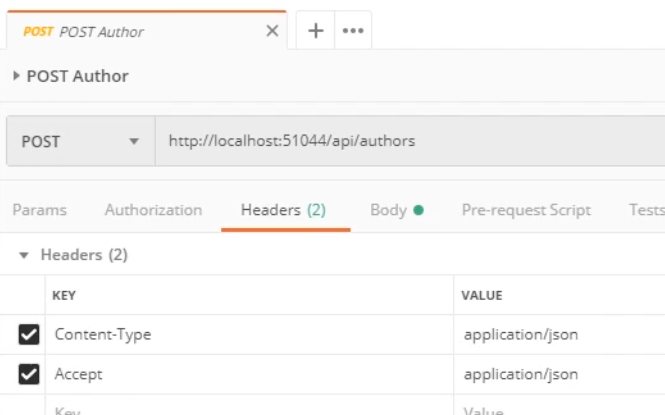 POST POST Author
POST Author
POST http://localhost:51044/api/authors
Params Authorization Headers (2) Body Pre-request Script Tests
Headers (2)
KEY VALUE
Content-Type application/json
Accept application/json
Key Value